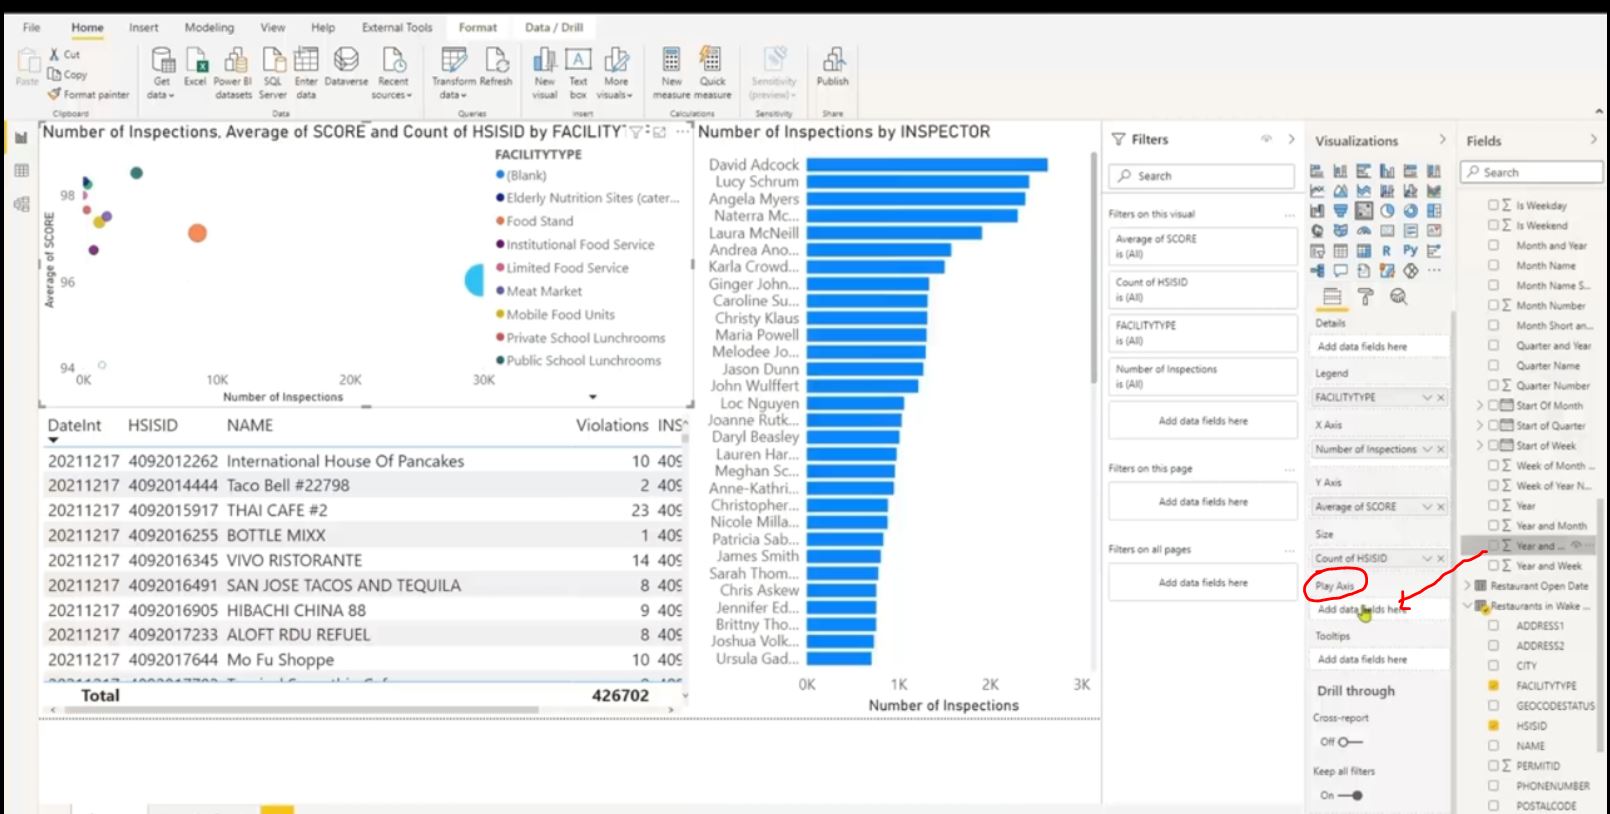 File Home Insert Modeling View Help External Tools Format Data / Drill
Paste
Cut
Copy
Format painter
Get data
Excel
Power BI datasets
SQL Server
Enter data
Dataverse
Recent sources
Transform data
Refresh
New visual
Text box
More visuals
New measure
Quick measure
Sensitivity (preview)
Publish
Clipboard Data Queries Insert Calculations Sensitivity Share
Number of Inspections, Average of SCORE and Count of HSISID by FACILITYT
FACILITYTYPE
(Blank)
Elderly Nutrition Sites (cater...
Food Stand
Institutional Food Service
Limited Food Service
Meat Market
Mobile Food Units
Private School Lunchrooms
Public School Lunchrooms
Average of SCORE
98
96
94
0K 10K 20K 30K
Number of Inspections
DateInt HSISID NAME Violations INS
20211217 4092012262 International House Of Pancakes 10 409
20211217 4092014444 Taco Bell #22798 2 409
20211217 4092015917 THAI CAFE #2 23 409
20211217 4092016255 BOTTLE MIXX 1 409
20211217 4092016345 VIVO RISTORANTE 14 409
20211217 4092016491 SAN JOSE TACOS AND TEQUILA 8 409
20211217 4092016905 HIBACHI CHINA 88 9 409
20211217 4092017233 ALOFT RDU REFUEL 8 409
20211217 4092017644 Mo Fu Shoppe 10 409
Total 426702
Number of Inspections by INSPECTOR
David Adcock
Lucy Schrum
Angela Myers
Naterra Mc...
Laura McNeill
Andrea Ano...
Karla Crowd...
Ginger John...
Caroline Su...
Christy Klaus
Maria Powell
Melodee Jo...
Jason Dunn
John Wulffert
Loc Nguyen
Joanne Rutk...
Daryl Beasley
Lauren Har...
Meghan Sc...
Anne-Kathri...
Christopher...
Nicole Milla...
Patricia Sab...
James Smith
Sarah Thom...
Chris Askew
Jennifer Ed...
Brittny Tho...
Joshua Volk...
Ursula Gad...
0K 1K 2K 3K
Number of Inspections
Filters
Search
Filters on this visual ...
Average of SCORE
is (All)
Count of HSISID
is (All)
FACILITYTYPE
is (All)
Number of Inspections
is (All)
Add data fields here
Filters on this page ...
Add data fields here
Filters on all pages ...
Add data fields here
Visualizations
R Py
...
Details
Add data fields here
Legend
FACILITYTYPE
X Axis
Number of Inspections
Y Axis
Average of SCORE
Size
Count of HSISID
Play Axis
Add data fields here
Tooltips
Add data fields here
Drill through
Cross-report
Off
Keep all filters
On
Fields
Search
Is Weekday
Is Weekend
Month and Year
Month Name
Month Name S...
Month Number
Month Short an...
Quarter and Year
Quarter Name
Quarter Number
Start Of Month
Start of Quarter
Start of Week
Week of Month ...
Week of Year N...
Year
Year and Month
Year and ...
Year and Week
Restaurant Open Date
Restaurants in Wake ...
ADDRESS1
ADDRESS2
CITY
FACILITYTYPE
GEOCODESTATUS
HSISID
NAME
PERMITID
PHONENUMBER
POSTALCODE